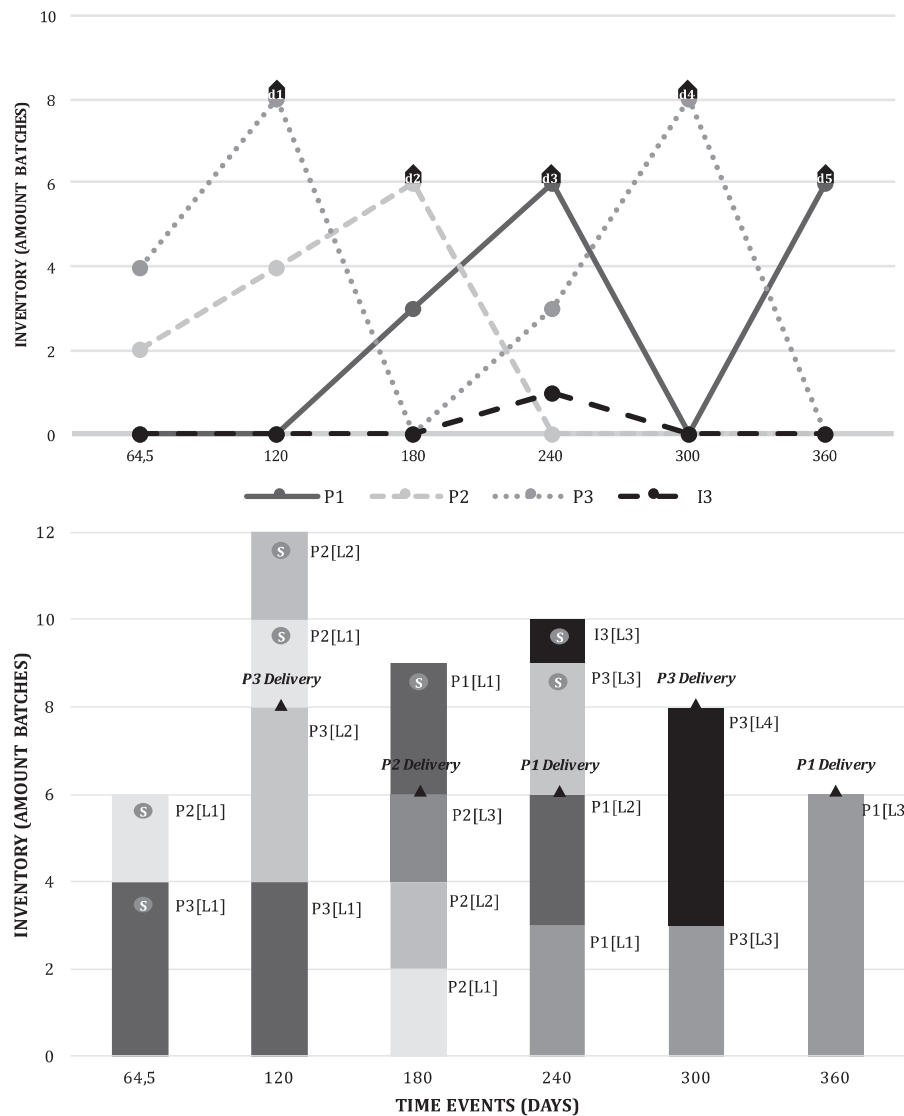 10
8
6
4
2
0
INVENTORY (AMOUNT BATCHES)
d1
d2
d3
d4
d5
64,5 120 180 240 300 360
P1 P2 P3 I3
12
10
8
6
4
2
0
INVENTORY (AMOUNT BATCHES)
S P2[L1]
S P3[L1]
S P2[L2]
S P2[L1]
P3 Delivery
P3[L2]
P3[L1]
S P1[L1]
P2 Delivery
P2[L3]
P2[L2]
P2[L1]
S I3[L3]
S P3[L3]
P1 Delivery
P1[L2]
P1[L1]
P3 Delivery
P3[L4]
P3[L3]
P1 Delivery
P1[L3
64,5 120 180 240 300 360
TIME EVENTS (DAYS)